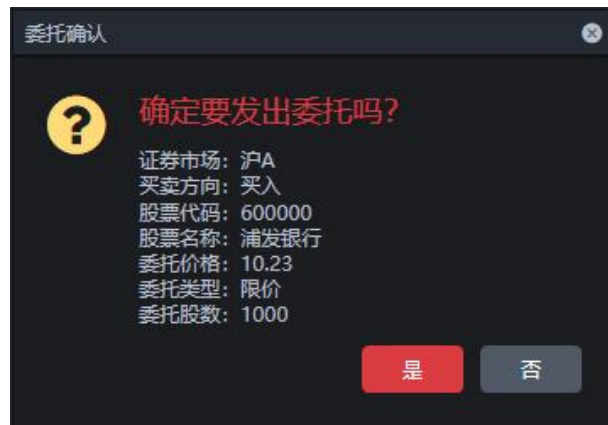 委托确认
确定要发出委托吗?
证券市场: 沪A
买卖方向: 买入
股票代码: 600000
股票名称: 浦发银行
委托价格: 10.23
委托类型: 限价
委托股数: 1000
是 否